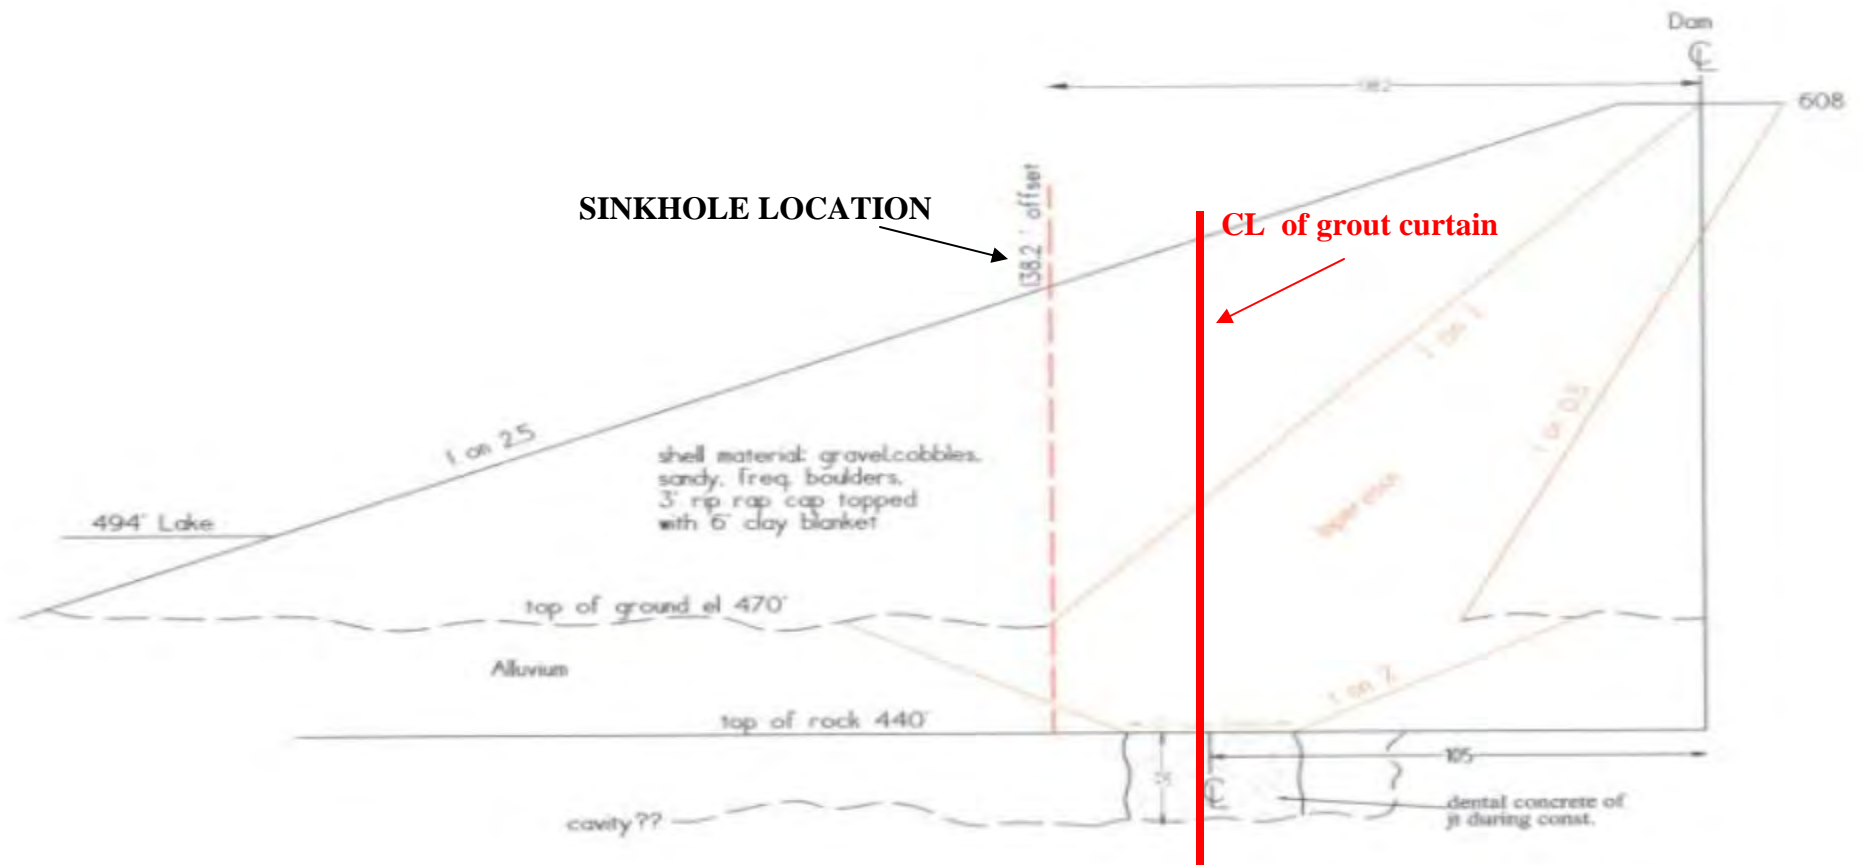 Dam
℄
608
138.2' offset
SINKHOLE LOCATION
CL of grout curtain
1 on 1
1 on 0.5
1 on 2.5
shell material: gravel,cobbles,
sandy, freq. boulders,
3' rip rap cap topped
with 6" clay blanket
494' Lake
top of ground el 470'
Alluvium
1 on 2
top of rock 440'
105
℄
cavity??
dental concrete of
jt during const.